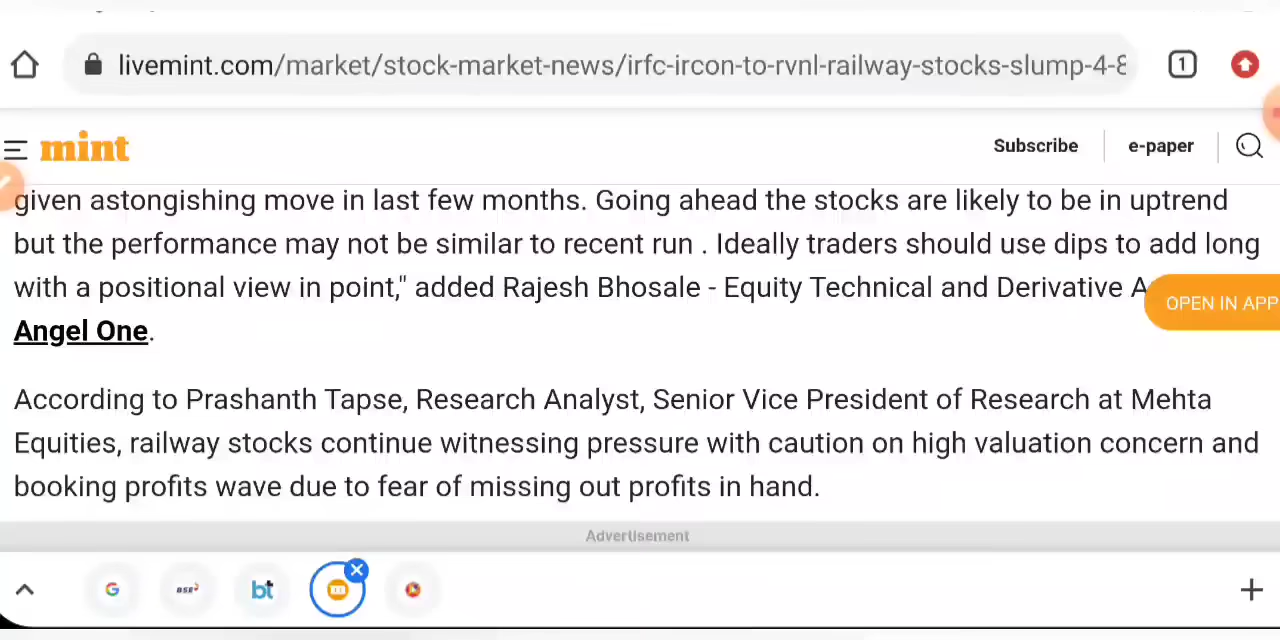 livemint.com/market/stock-market-news/irfc-ircon-to-rvnl-railway-stocks-slump-4-8
1
mint
Subscribe
e-paper
given astongishing move in last few months. Going ahead the stocks are likely to be in uptrend
but the performance may not be similar to recent run . Ideally traders should use dips to add long
with a positional view in point," added Rajesh Bhosale - Equity Technical and Derivative A
OPEN IN APP
Angel One.
According to Prashanth Tapse, Research Analyst, Senior Vice President of Research at Mehta
Equities, railway stocks continue witnessing pressure with caution on high valuation concern and
booking profits wave due to fear of missing out profits in hand.
Advertisement
G
BSE
bt